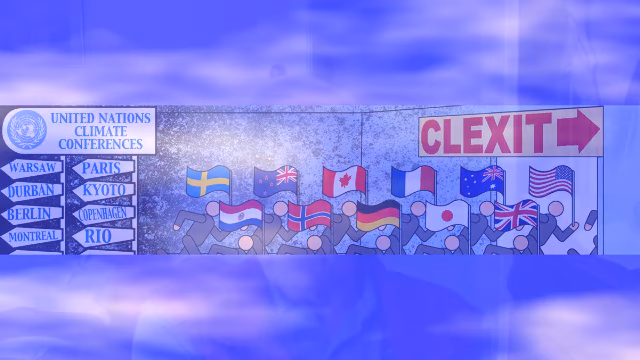 UNITED NATIONS
CLIMATE
CONFERENCES
WARSAW
PARIS
DURBAN
KYOTO
BERLIN
COPENHAGEN
MONTREAL
RIO
CLEXIT